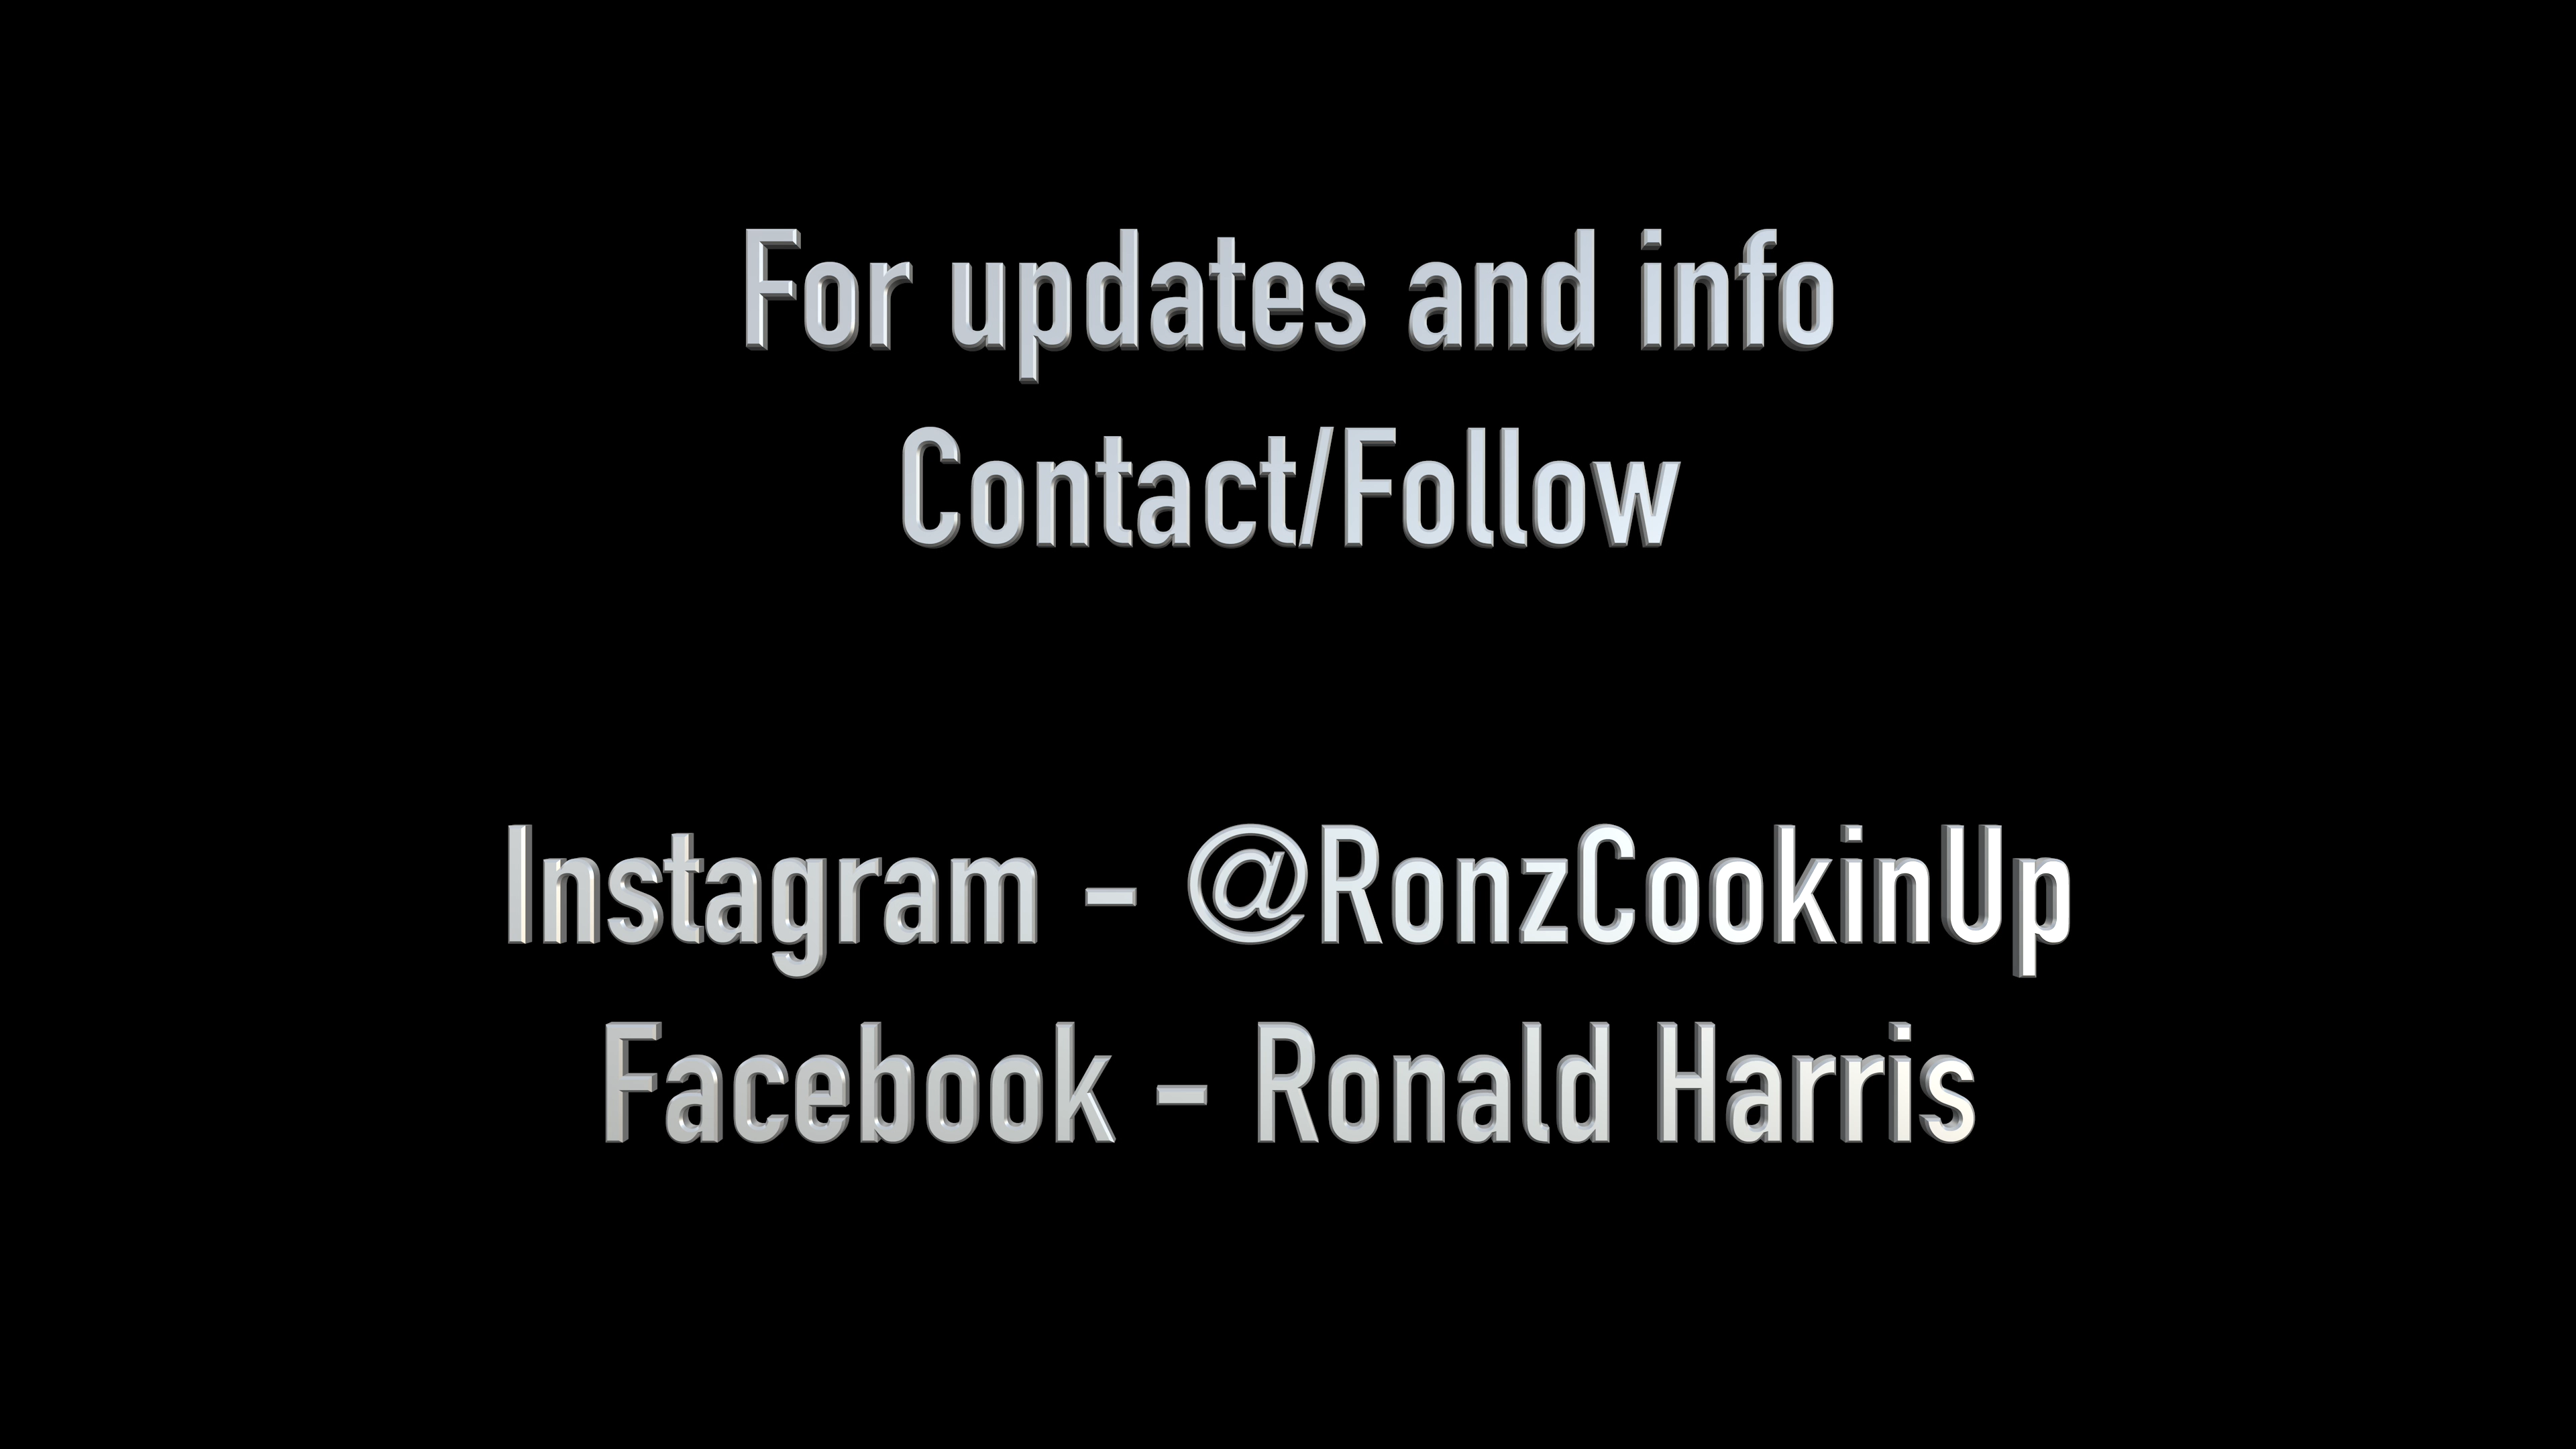 For updates and info
Contact/Follow
Instagram - @RonzCookinUp
Facebook - Ronald Harris